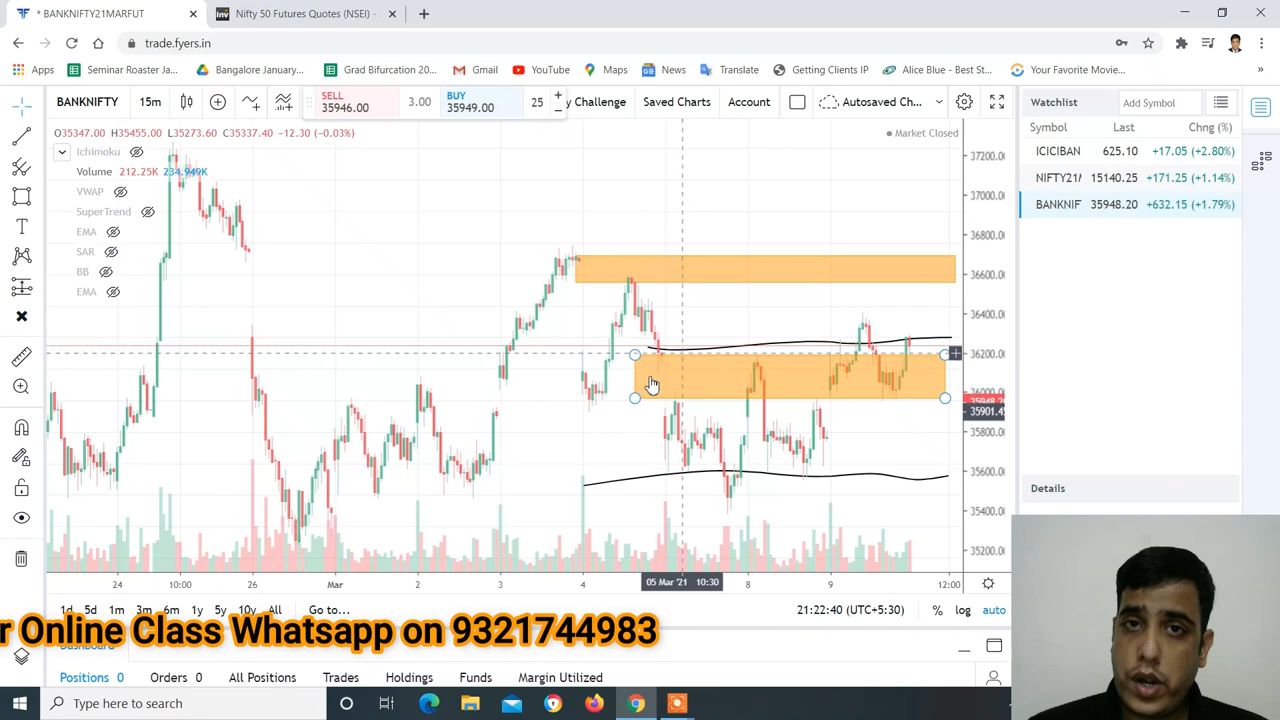 * BANKNIFTY21MARFUT
Nifty 50 Futures Quotes (NSEI) -
trade.fyers.in
Apps
Seminar Roaster Ja...
Bangalore January...
Grad Bifurcation 20...
Gmail
YouTube
Maps
News
Translate
Getting Clients IP
Alice Blue - Best St...
Your Favorite Movie...
BANKNIFTY
15m
SELL
35946.00
3.00
BUY
35949.00
25
y Challenge
Saved Charts
Account
Autosaved Ch...
Watchlist
Add Symbol
Symbol Last Chng (%)
ICICIBAN 625.10 +17.05 (+2.80%)
NIFTY21 15140.25 +171.25 (+1.14%)
BANKNIF 35948.20 +632.15 (+1.79%)
Details
O35347.00 H35455.00 L35273.60 C35337.40 −12.30 (−0.03%)
Market Closed
Ichimoku
Volume 212.25K 234.949K
VWAP
SuperTrend
EMA
SAR
BB
EMA
37200.00
37000.00
36800.00
36600.00
36400.00
36200.00
36000.00
35948.2
35901.45
35800.00
35600.00
35400.00
35200.00
24 10:00 26 Mar 2 3 4 05 Mar '21 10:30 8 9 12:00
1d 5d 1m 3m 6m 1y 5y All Go to...
21:22:40 (UTC+5:30) % log auto
r Online Class Whatsapp on 9321744983
Positions 0 Orders 0 All Positions Trades Holdings Funds Margin Utilized
Type here to search